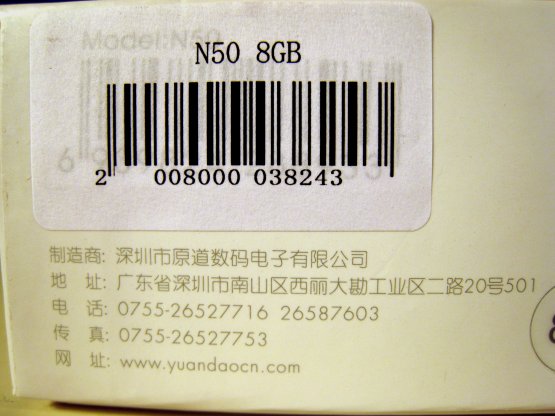 Model:N50
N50 8GB
2 008000 038243
制造商: 深圳市原道数码电子有限公司
地 址: 广东省深圳市南山区西丽大勘工业区二路20号501
电 话: 0755-26527716 26587603
传 真: 0755-26527753
网 址: www.yuandaocn.com